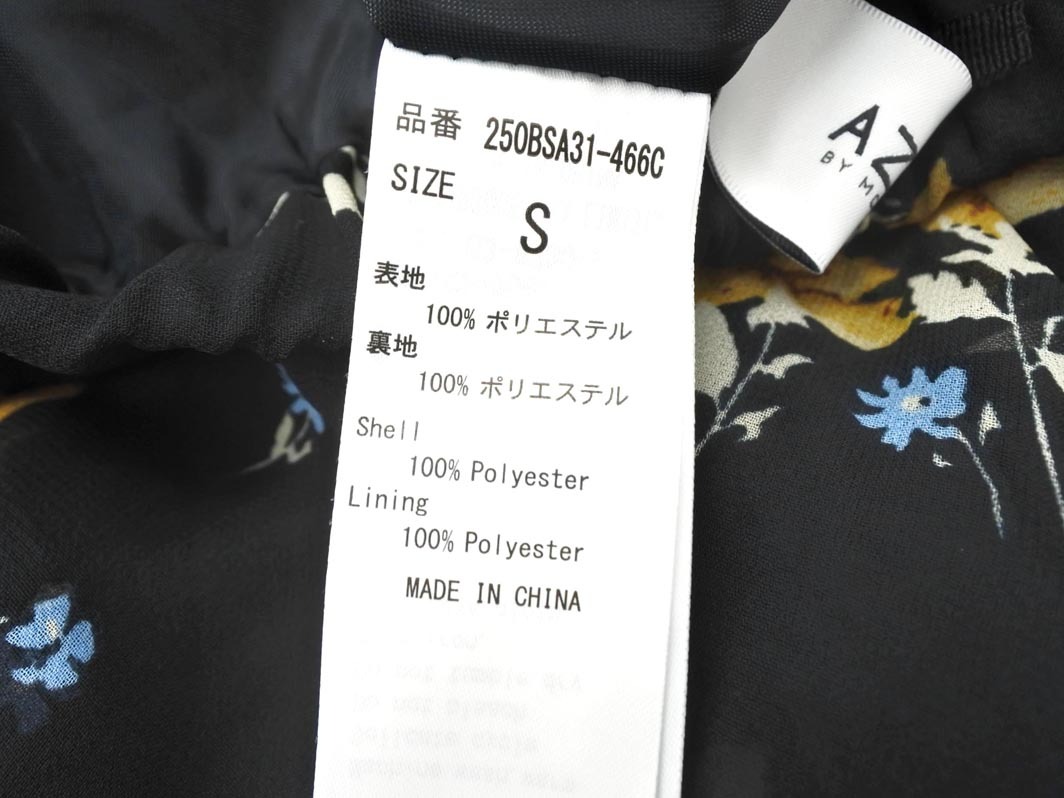 品番 250BSA31-466C
SIZE
S
表地
100% ポリエステル
裏地
100% ポリエステル
Shell
100% Polyester
Lining
100% Polyester
MADE IN CHINA
AZ
BY MO